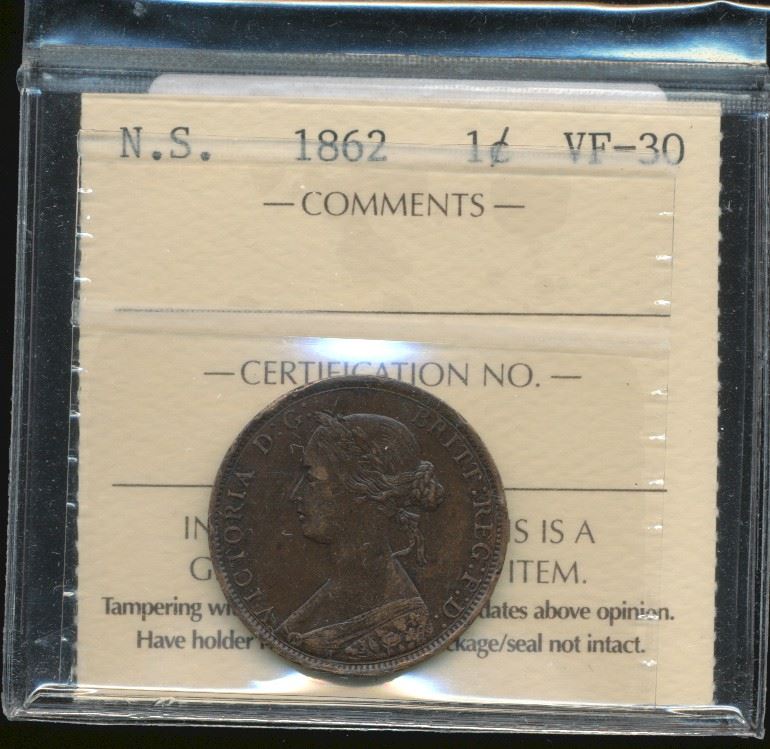 N.S. 1862 1¢ VF-30
— COMMENTS —
— CERTIFICATION NO. —
VICTORIA D:G: BRITT:REG:F:D:
IN S IS A
G ITEM.
Tampering wi dates above opinion.
Have holder ckage/seal not intact.